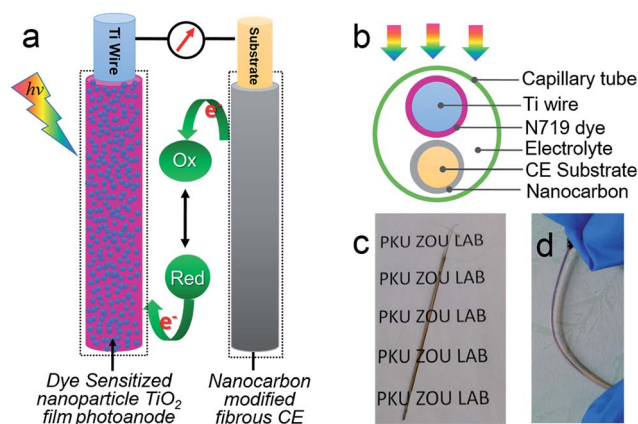 a
Ti Wire
Substrate
hν
e⁻
Ox
Red
e⁻
Dye Sensitized
nanoparticle TiO₂
film photoanode
Nanocarbon
modified
fibrous CE
b
Capillary tube
Ti wire
N719 dye
Electrolyte
CE Substrate
Nanocarbon
c
PKU ZOU LAB
PKU ZOU LAB
PKU ZOU LAB
PKU ZOU LAB
PKU ZOU LAB
d